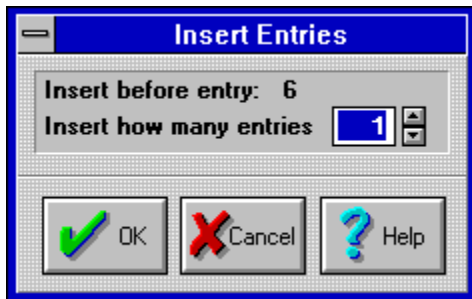 Insert Entries
Insert before entry: 6
Insert how many entries 1
OK Cancel Help